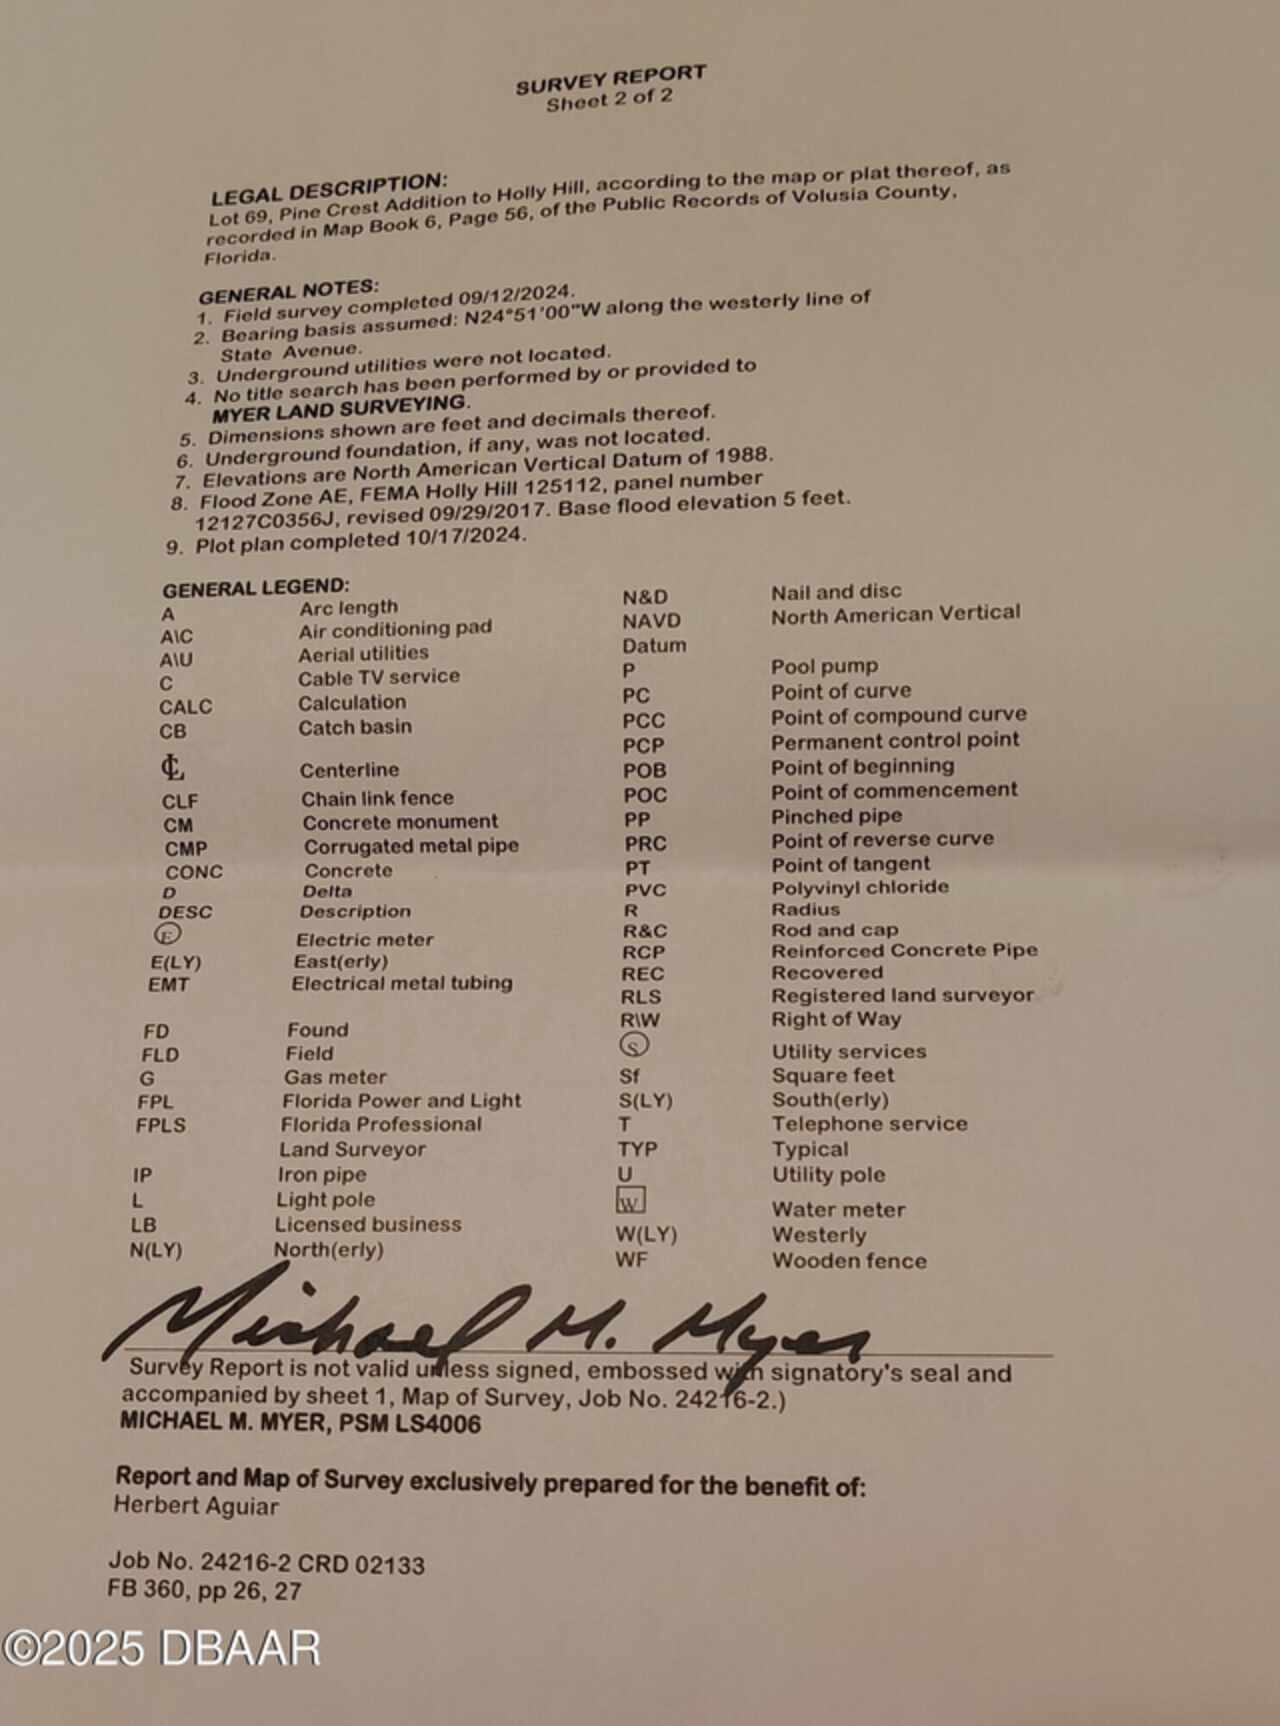 SURVEY REPORT
Sheet 2 of 2
LEGAL DESCRIPTION:
Lot 69, Pine Crest Addition to Holly Hill, according to the map or plat thereof, as
recorded in Map Book 6, Page 56, of the Public Records of Volusia County,
Florida.
GENERAL NOTES:
1. Field survey completed 09/12/2024.
2. Bearing basis assumed: N24°51'00"W along the westerly line of
State Avenue.
3. Underground utilities were not located.
4. No title search has been performed by or provided to
MYER LAND SURVEYING.
5. Dimensions shown are feet and decimals thereof.
6. Underground foundation, if any, was not located.
7. Elevations are North American Vertical Datum of 1988.
8. Flood Zone AE, FEMA Holly Hill 125112, panel number
12127C0356J, revised 09/29/2017. Base flood elevation 5 feet.
9. Plot plan completed 10/17/2024.
GENERAL LEGEND:
A Arc length
A\C Air conditioning pad
A\U Aerial utilities
C Cable TV service
CALC Calculation
CB Catch basin
℄ Centerline
CLF Chain link fence
CM Concrete monument
CMP Corrugated metal pipe
CONC Concrete
D Delta
DESC Description
E Electric meter
E(LY) East(erly)
EMT Electrical metal tubing
FD Found
FLD Field
G Gas meter
FPL Florida Power and Light
FPLS Florida Professional
Land Surveyor
IP Iron pipe
L Light pole
LB Licensed business
N(LY) North(erly)
N&D Nail and disc
NAVD North American Vertical
Datum
P Pool pump
PC Point of curve
PCC Point of compound curve
PCP Permanent control point
POB Point of beginning
POC Point of commencement
PP Pinched pipe
PRC Point of reverse curve
PT Point of tangent
PVC Polyvinyl chloride
R Radius
R&C Rod and cap
RCP Reinforced Concrete Pipe
REC Recovered
RLS Registered land surveyor
R\W Right of Way
S Utility services
Sf Square feet
S(LY) South(erly)
T Telephone service
TYP Typical
U Utility pole
W Water meter
W(LY) Westerly
WF Wooden fence
Michael M. Myer
Survey Report is not valid unless signed, embossed with signatory's seal and
accompanied by sheet 1, Map of Survey, Job No. 24216-2.)
MICHAEL M. MYER, PSM LS4006
Report and Map of Survey exclusively prepared for the benefit of:
Herbert Aguiar
Job No. 24216-2 CRD 02133
FB 360, pp 26, 27
©2025 DBAAR